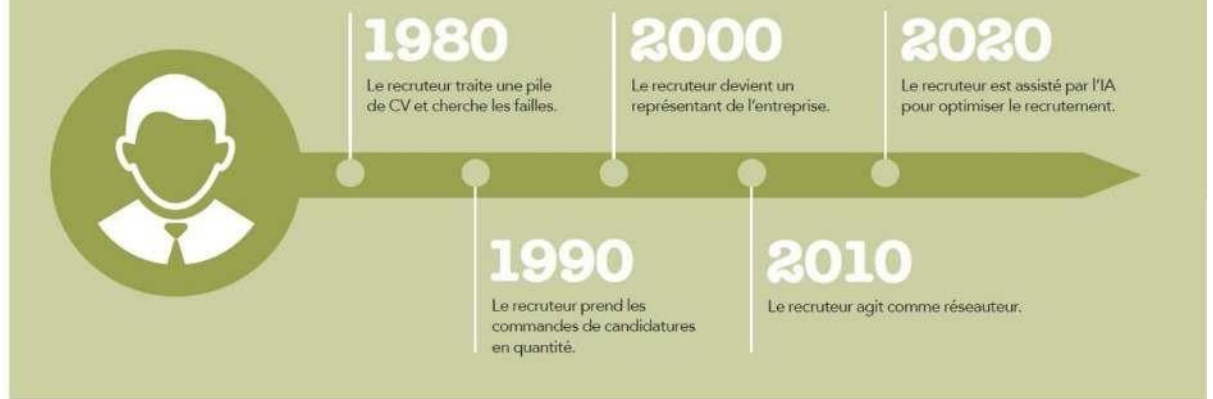 1980
Le recruteur traite une pile
de CV et cherche les failles.
1990
Le recruteur prend les
commandes de candidatures
en quantité.
2000
Le recruteur devient un
représentant de l'entreprise.
2010
Le recruteur agit comme réseauteur.
2020
Le recruteur est assisté par l'IA
pour optimiser le recrutement.